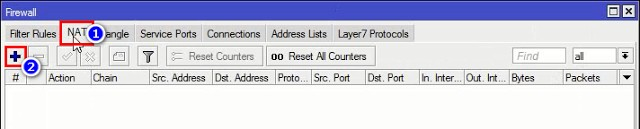 Firewall
Filter Rules NAT 1 angle Service Ports Connections Address Lists Layer7 Protocols
2 Reset Counters 00 Reset All Counters Find all
# Action Chain Src. Address Dst. Address Proto... Src. Port Dst. Port In. Inter... Out. Int... Bytes Packets